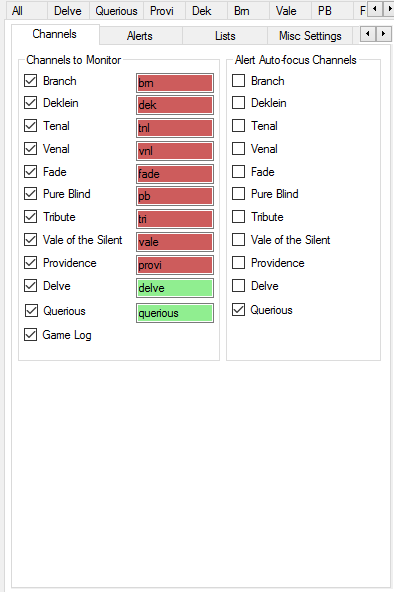 All Delve Querious Provi Dek Brn Vale PB F
Channels Alerts Lists Misc Settings
Channels to Monitor
Branch brn
Deklein dek
Tenal tnl
Venal vnl
Fade fade
Pure Blind pb
Tribute tri
Vale of the Silent vale
Providence provi
Delve delve
Querious querious
Game Log
Alert Auto-focus Channels
Branch
Deklein
Tenal
Venal
Fade
Pure Blind
Tribute
Vale of the Silent
Providence
Delve
Querious